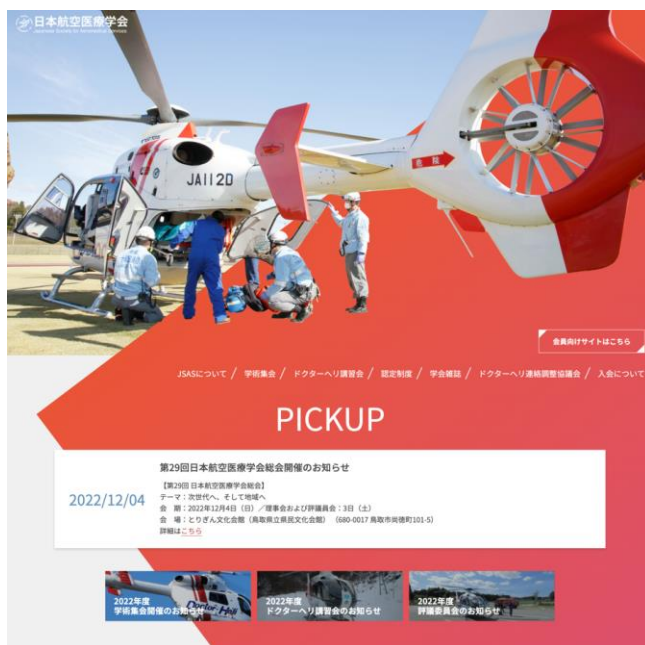 日本航空医療学会
JA112D
危険
会員向けサイトはこちら
JSASについて / 学術集会 / ドクターヘリ講習会 / 認定制度 / 学会雑誌 / ドクターヘリ連絡調整協議会 / 入会について
PICKUP
第29回日本航空医療学会総会開催のお知らせ
2022/12/04
【第29回 日本航空医療学会総会】
テーマ：次世代へ、そして地域へ
会　期：2022年12月4日（日）／理事会および評議員会：3日（土）
会　場：とりぎん文化会館（鳥取県立県民文化会館）（680-0017 鳥取市尚徳町101-5）
詳細はこちら
2022年度
学術集会開催のお知らせ
2022年度
ドクターヘリ講習会のお知らせ
2022年度
評議委員会のお知らせ